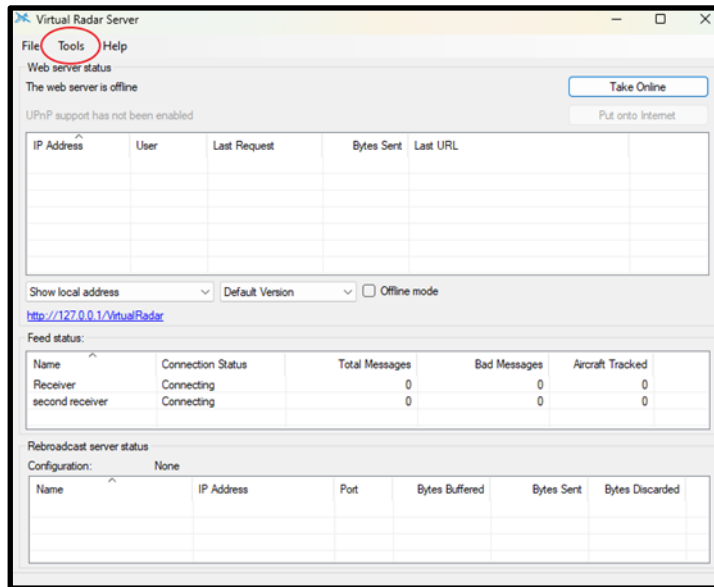 Virtual Radar Server
File Tools Help
Web server status
The web server is offline
Take Online
UPnP support has not been enabled
Put onto Internet
IP Address User Last Request Bytes Sent Last URL
Show local address Default Version Offline mode
http://127.0.0.1/VirtualRadar
Feed status:
Name Connection Status Total Messages Bad Messages Aircraft Tracked
Receiver Connecting 0 0 0
second receiver Connecting 0 0 0
Rebroadcast server status
Configuration: None
Name IP Address Port Bytes Buffered Bytes Sent Bytes Discarded